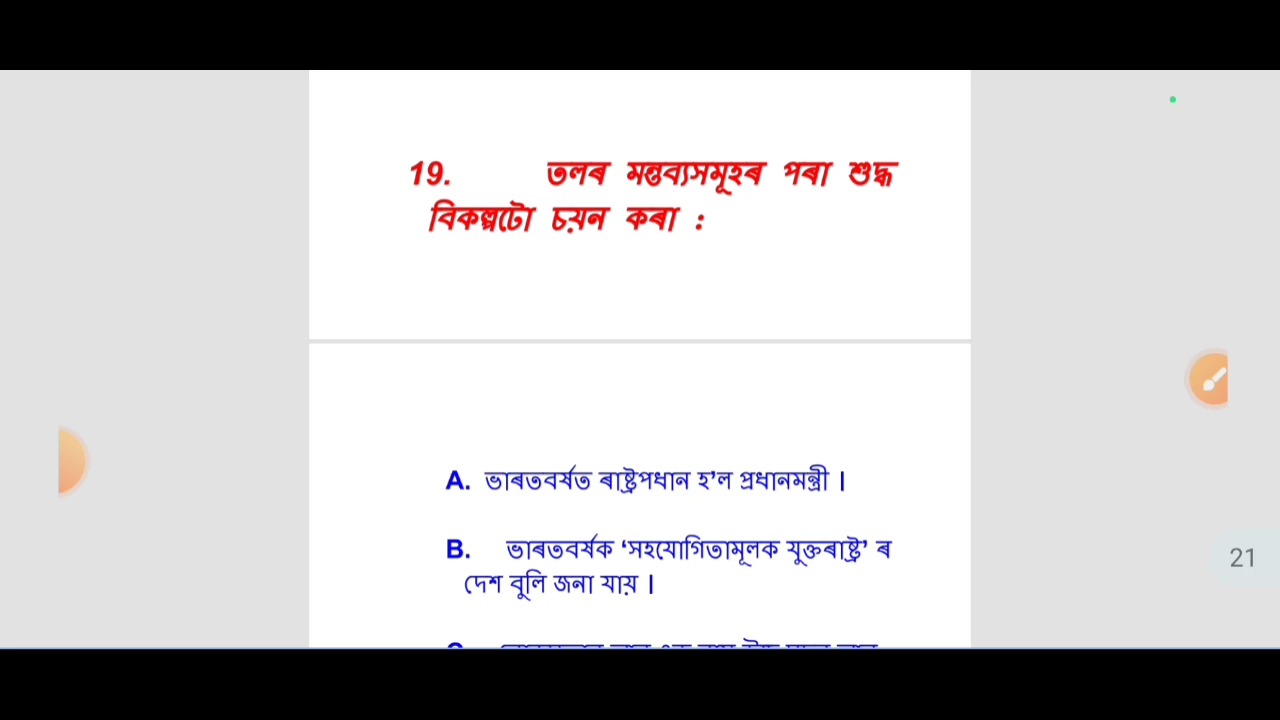 19. তলৰ মন্তব্যসমূহৰ পৰা শুদ্ধ
বিকল্পটো চয়ন কৰা :
A. ভাৰতবৰ্ষত ৰাষ্ট্ৰপধান হ’ল প্ৰধানমন্ত্ৰী ।
B. ভাৰতবৰ্ষক ‘সহযোগিতামূলক যুক্তৰাষ্ট্ৰ’ ৰ
দেশ বুলি জনা যায় ।
21